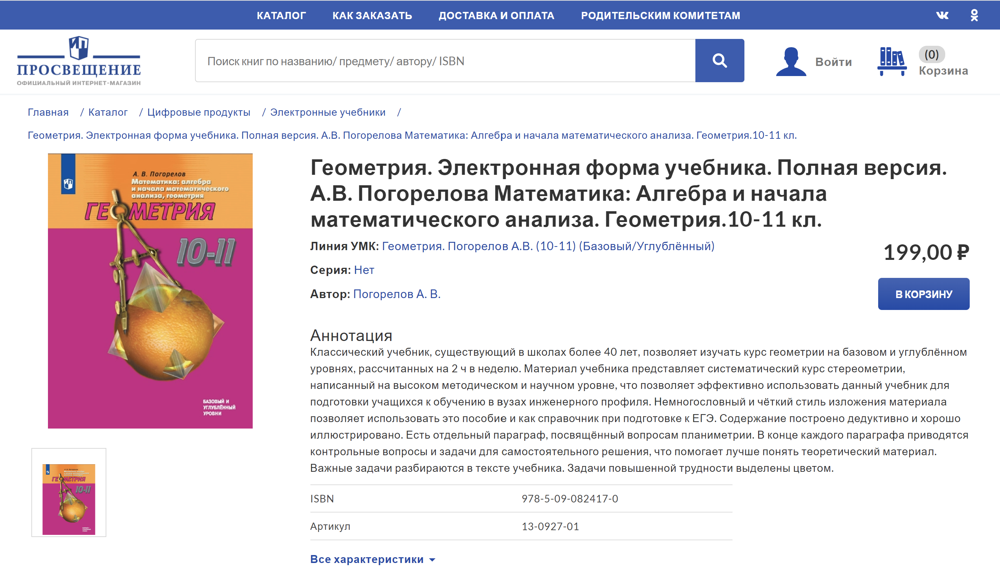 КАТАЛОГ КАК ЗАКАЗАТЬ ДОСТАВКА И ОПЛАТА РОДИТЕЛЬСКИМ КОМИТЕТАМ
ИП
ПРОСВЕЩЕНИЕ
ОФИЦИАЛЬНЫЙ ИНТЕРНЕТ-МАГАЗИН
Поиск книг по названию/ предмету/ автору/ ISBN
Войти
(0)
Корзина
Главная / Каталог / Цифровые продукты / Электронные учебники /
Геометрия. Электронная форма учебника. Полная версия. А.В. Погорелова Математика: Алгебра и начала математического анализа. Геометрия.10-11 кл.
ИП
А. В. Погорелов
Математика: алгебра
и начала математического
анализа, геометрия
ГЕОМЕТРИЯ
10-11
БАЗОВЫЙ И
УГЛУБЛЁННЫЙ
УРОВНИ
Геометрия. Электронная форма учебника. Полная версия.
А.В. Погорелова Математика: Алгебра и начала
математического анализа. Геометрия.10-11 кл.
Линия УМК: Геометрия. Погорелов А.В. (10-11) (Базовый/Углублённый)
Серия: Нет
Автор: Погорелов А. В.
199,00 ₽
В КОРЗИНУ
Аннотация
Классический учебник, существующий в школах более 40 лет, позволяет изучать курс геометрии на базовом и углублённом
уровнях, рассчитанных на 2 ч в неделю. Материал учебника представляет систематический курс стереометрии,
написанный на высоком методическом и научном уровне, что позволяет эффективно использовать данный учебник для
подготовки учащихся к обучению в вузах инженерного профиля. Немногословный и чёткий стиль изложения материала
позволяет использовать это пособие и как справочник при подготовке к ЕГЭ. Содержание построено дедуктивно и хорошо
иллюстрировано. Есть отдельный параграф, посвящённый вопросам планиметрии. В конце каждого параграфа приводятся
контрольные вопросы и задачи для самостоятельного решения, что помогает лучше понять теоретический материал.
Важные задачи разбираются в тексте учебника. Задачи повышенной трудности выделены цветом.
ГЕОМЕТРИЯ
10-11
ISBN 978-5-09-082417-0
Артикул 13-0927-01
Все характеристики